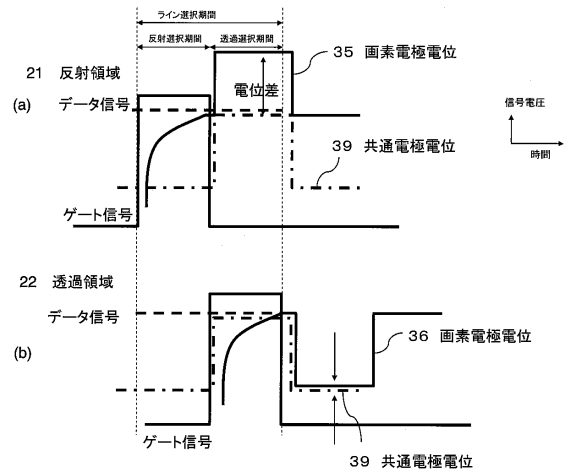 ライン選択期間
反射選択期間 透過選択期間
35 画素電極電位
21 反射領域
(a)
データ信号
電位差
信号電圧
時間
39 共通電極電位
ゲート信号
22 透過領域
データ信号
(b)
36 画素電極電位
ゲート信号
39 共通電極電位